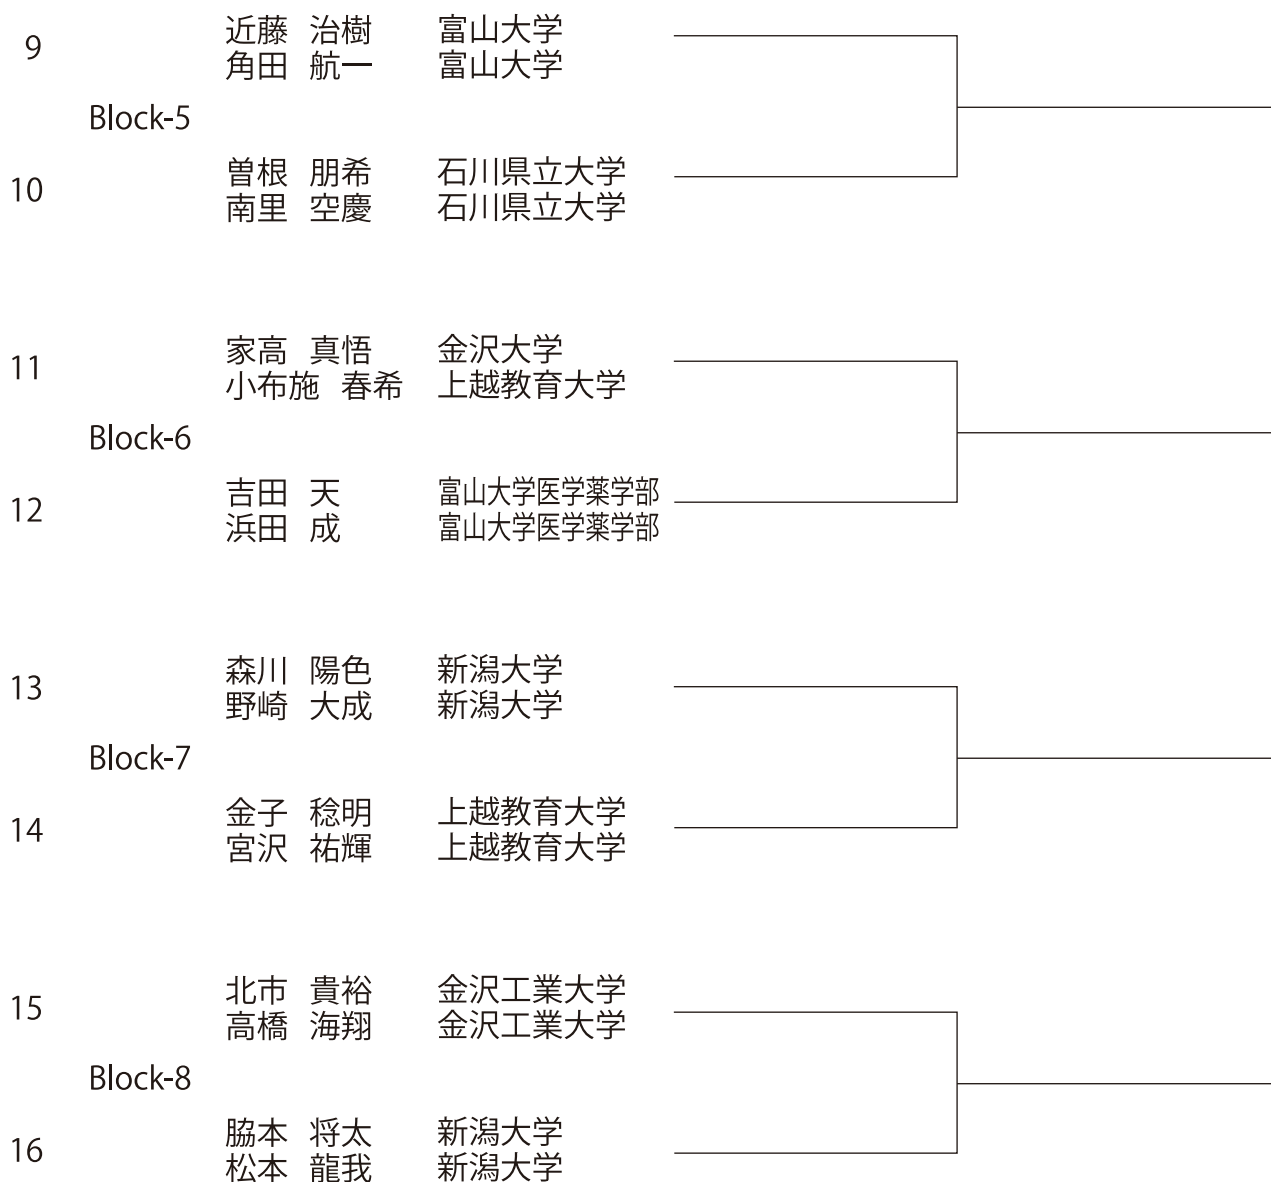 9
近藤 治樹 富山大学
角田 航一 富山大学
Block-5
10
曽根 朋希 石川県立大学
南里 空慶 石川県立大学
11
家高 真悟 金沢大学
小布施 春希 上越教育大学
Block-6
12
吉田 天 富山大学医学薬学部
浜田 成 富山大学医学薬学部
13
森川 陽色 新潟大学
野崎 大成 新潟大学
Block-7
14
金子 稔明 上越教育大学
宮沢 祐輝 上越教育大学
15
北市 貴裕 金沢工業大学
高橋 海翔 金沢工業大学
Block-8
16
脇本 将太 新潟大学
松本 龍我 新潟大学